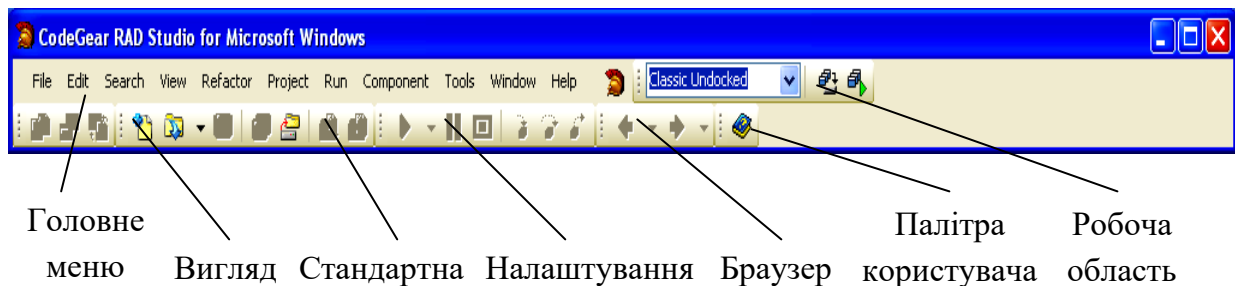 CodeGear RAD Studio for Microsoft Windows
File Edit Search View Refactor Project Run Component Tools Window Help Classic Undocked
Головне меню
Вигляд
Стандартна
Налаштування
Браузер
Палітра користувача
Робоча область